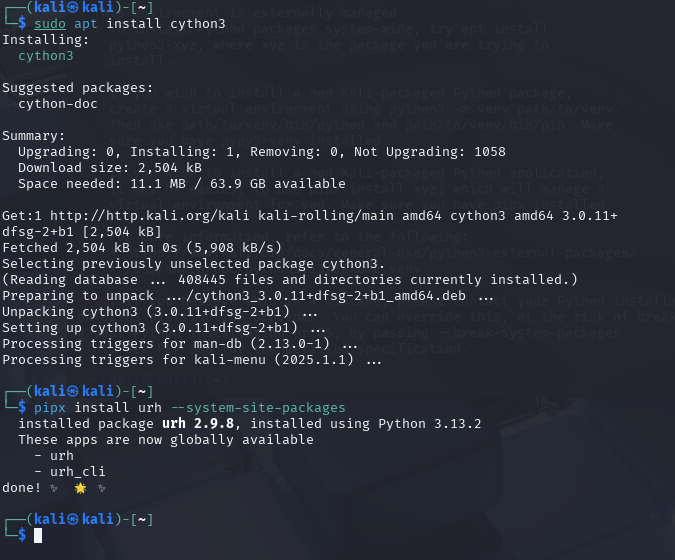 ┌──(kali㉿kali)-[~]
└─$ sudo apt install cython3
Installing:
  cython3

Suggested packages:
  cython-doc

Summary:
  Upgrading: 0, Installing: 1, Removing: 0, Not Upgrading: 1058
  Download size: 2,504 kB
  Space needed: 11.1 MB / 63.9 GB available

Get:1 http://http.kali.org/kali kali-rolling/main amd64 cython3 amd64 3.0.11+
dfsg-2+b1 [2,504 kB]
Fetched 2,504 kB in 0s (5,908 kB/s)
Selecting previously unselected package cython3.
(Reading database ... 408445 files and directories currently installed.)
Preparing to unpack .../cython3_3.0.11+dfsg-2+b1_amd64.deb ...
Unpacking cython3 (3.0.11+dfsg-2+b1) ...
Setting up cython3 (3.0.11+dfsg-2+b1) ...
Processing triggers for man-db (2.13.0-1) ...
Processing triggers for kali-menu (2025.1.1) ...

┌──(kali㉿kali)-[~]
└─$ pipx install urh --system-site-packages
  installed package urh 2.9.8, installed using Python 3.13.2
  These apps are now globally available
    - urh
    - urh_cli
done! ✨ 🌟 ✨

┌──(kali㉿kali)-[~]
└─$